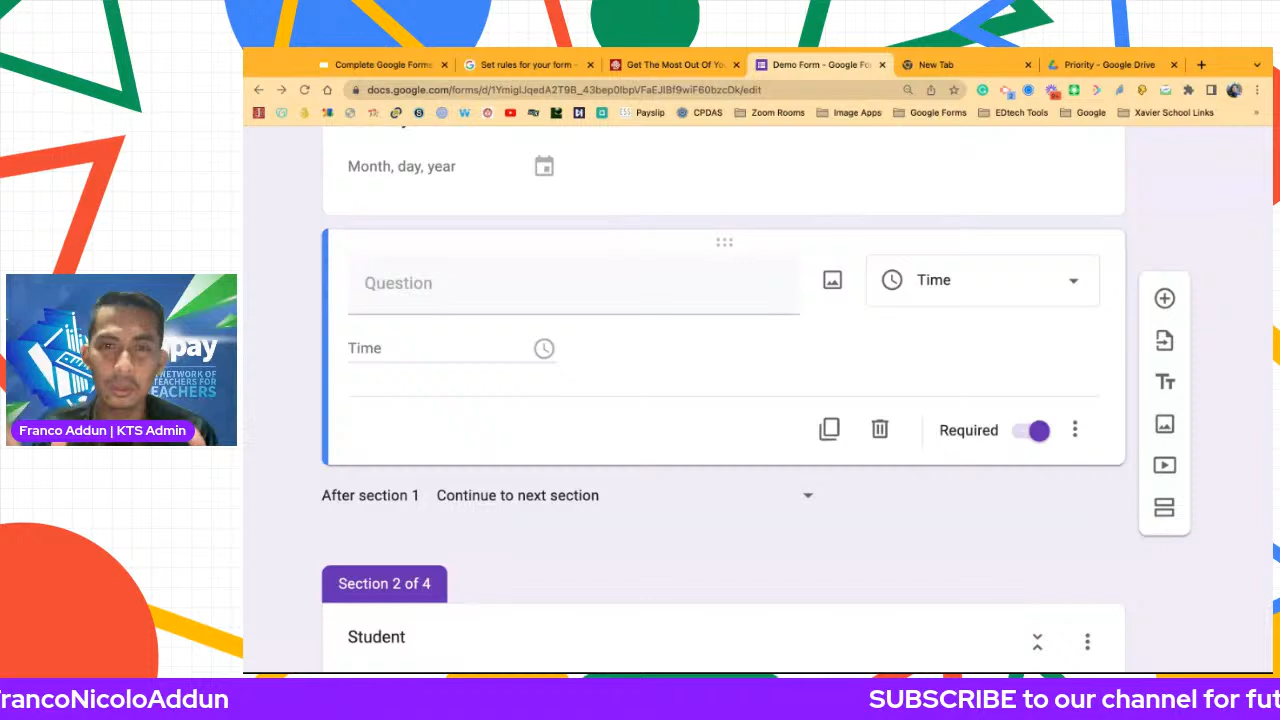 Complete Google Forms
Set rules for your form -
Get The Most Out Of Yo
Demo Form - Google Fo
New Tab
Priority - Google Drive
docs.google.com/forms/d/1YmiglJqedA2T9B_43bep0lbpVFaEJIBf9wiF60bzcDk/edit
Payslip
CPDAS
Zoom Rooms
Image Apps
Google Forms
EDtech Tools
Google
Xavier School Links
Month, day, year
Question
Time
Time
Required
After section 1 Continue to next section
Section 2 of 4
Student
pay
NETWORK OF
TEACHERS FOR
EACHERS
Franco Addun | KTS Admin
FrancoNicoloAddun
SUBSCRIBE to our channel for fut